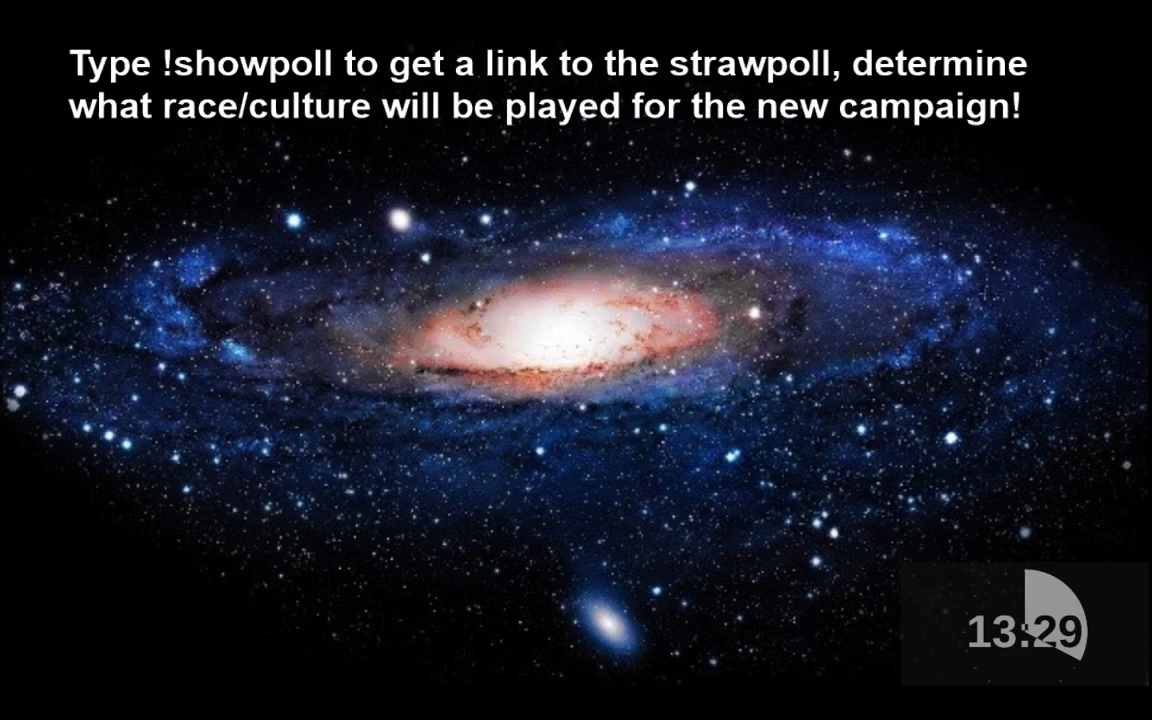 Type !showpoll to get a link to the strawpoll, determine
what race/culture will be played for the new campaign!
13:29